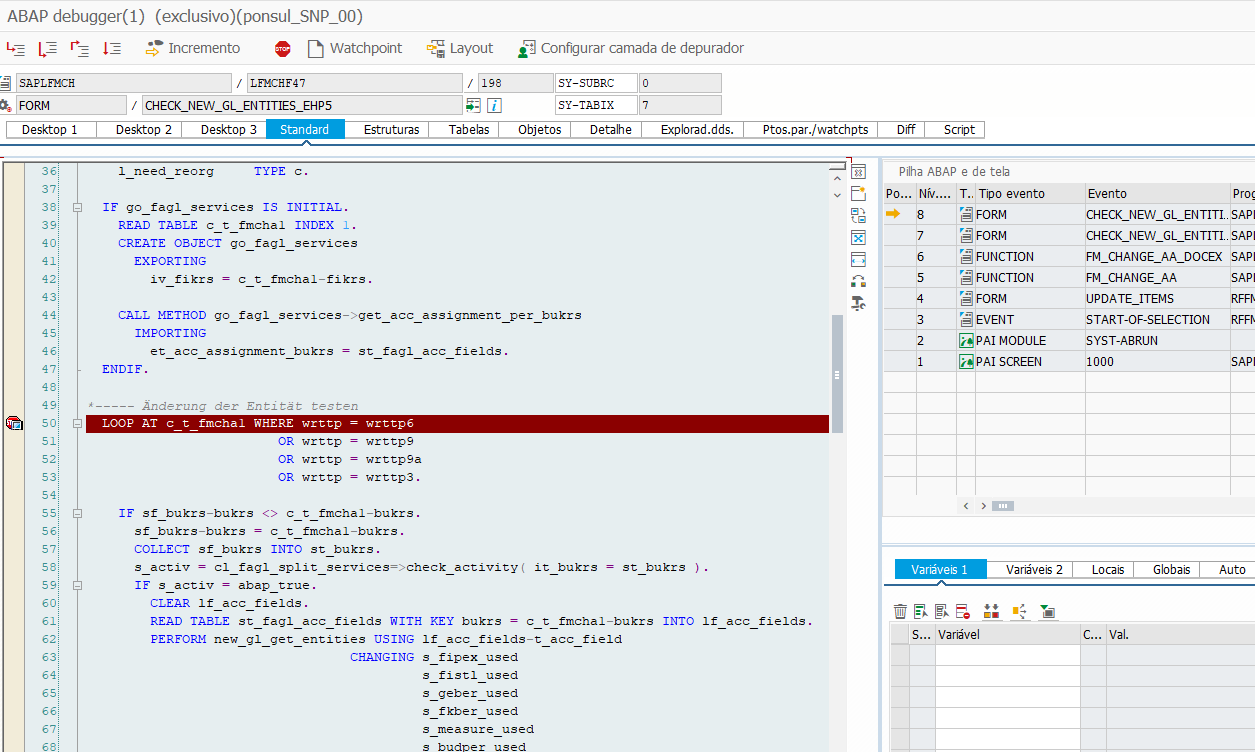 ABAP debugger(1) (exclusivo)(ponsul_SNP_00)
Incremento STOP Watchpoint Layout Configurar camada de depurador
SAPLFMCH / LFMCHF47 / 198 SY-SUBRC 0
FORM / CHECK_NEW_GL_ENTITIES_EHP5 SY-TABIX 7
Desktop 1 Desktop 2 Desktop 3 Standard Estruturas Tabelas Objetos Detalhe Explorad.dds. Ptos.par./watchpts Diff Script
36 l_need_reorg TYPE c.
37
38 IF go_fagl_services IS INITIAL.
39 READ TABLE c_t_fmchal INDEX 1.
40 CREATE OBJECT go_fagl_services
41 EXPORTING
42 iv_fikrs = c_t_fmchal-fikrs.
43
44 CALL METHOD go_fagl_services->get_acc_assignment_per_bukrs
45 IMPORTING
46 et_acc_assignment_bukrs = st_fagl_acc_fields.
47 ENDIF.
48
49 *----- Änderung der Entität testen
50 LOOP AT c_t_fmchal WHERE wrttp = wrttp6
51 OR wrttp = wrttp9
52 OR wrttp = wrttp9a
53 OR wrttp = wrttp3.
54
55 IF sf_bukrs-bukrs <> c_t_fmchal-bukrs.
56 sf_bukrs-bukrs = c_t_fmchal-bukrs.
57 COLLECT sf_bukrs INTO st_bukrs.
58 s_activ = cl_fagl_split_services=>check_activity( it_bukrs = st_bukrs ).
59 IF s_activ = abap_true.
60 CLEAR lf_acc_fields.
61 READ TABLE st_fagl_acc_fields WITH KEY bukrs = c_t_fmchal-bukrs INTO lf_acc_fields.
62 PERFORM new_gl_get_entities USING lf_acc_fields-t_acc_field
63 CHANGING s_fipex_used
64 s_fistl_used
65 s_geber_used
66 s_fkber_used
67 s_measure_used
68 s_budper_used
Pilha ABAP e de tela
Po... Nív.... T.. Tipo evento Evento Prog
8 FORM CHECK_NEW_GL_ENTITI... SAPL
7 FORM CHECK_NEW_GL_ENTITI... SAPL
6 FUNCTION FM_CHANGE_AA_DOCEX SAPL
5 FUNCTION FM_CHANGE_AA SAPL
4 FORM UPDATE_ITEMS RFFM
3 EVENT START-OF-SELECTION RFFM
2 PAI MODULE SYST-ABRUN
1 PAI SCREEN 1000 SAPL
Variáveis 1 Variáveis 2 Locais Globais Auto
S... Variável C... Val.